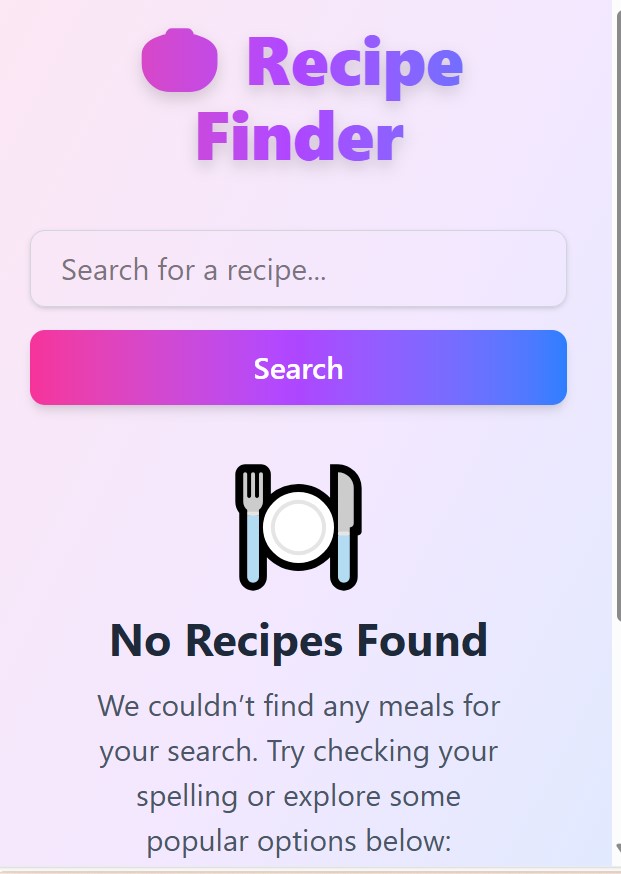 Recipe
Finder
Search for a recipe...
Search
No Recipes Found
We couldn’t find any meals for
your search. Try checking your
spelling or explore some
popular options below: